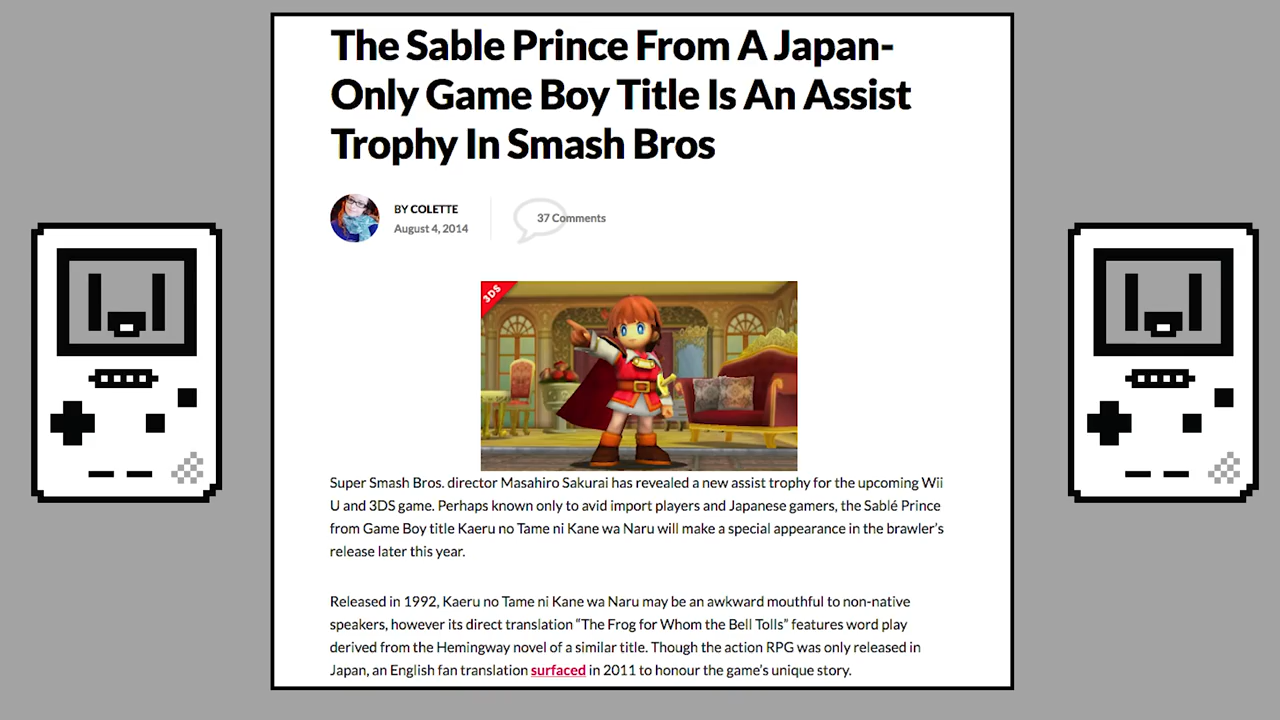 The Sable Prince From A Japan-
Only Game Boy Title Is An Assist
Trophy In Smash Bros
BY COLETTE
August 4, 2014
37 Comments
3DS
Super Smash Bros. director Masahiro Sakurai has revealed a new assist trophy for the upcoming Wii
U and 3DS game. Perhaps known only to avid import players and Japanese gamers, the Sablé Prince
from Game Boy title Kaeru no Tame ni Kane wa Naru will make a special appearance in the brawler’s
release later this year.
Released in 1992, Kaeru no Tame ni Kane wa Naru may be an awkward mouthful to non-native
speakers, however its direct translation “The Frog for Whom the Bell Tolls” features word play
derived from the Hemingway novel of a similar title. Though the action RPG was only released in
Japan, an English fan translation surfaced in 2011 to honour the game’s unique story.